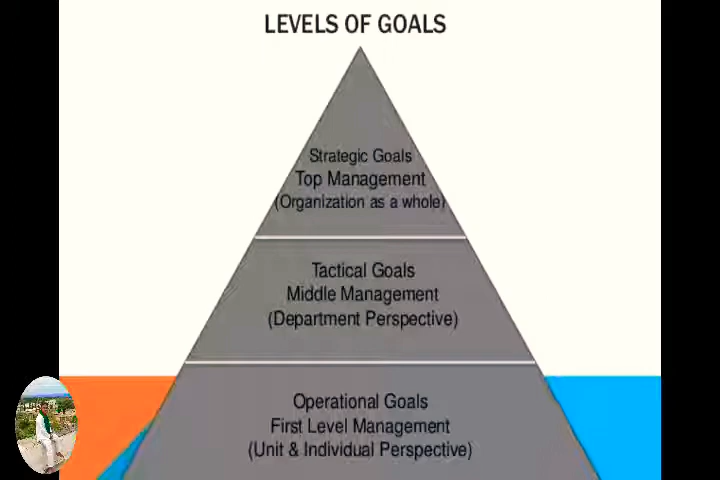 LEVELS OF GOALS
Strategic Goals
Top Management
(Organization as a whole)
Tactical Goals
Middle Management
(Department Perspective)
Operational Goals
First Level Management
(Unit & Individual Perspective)